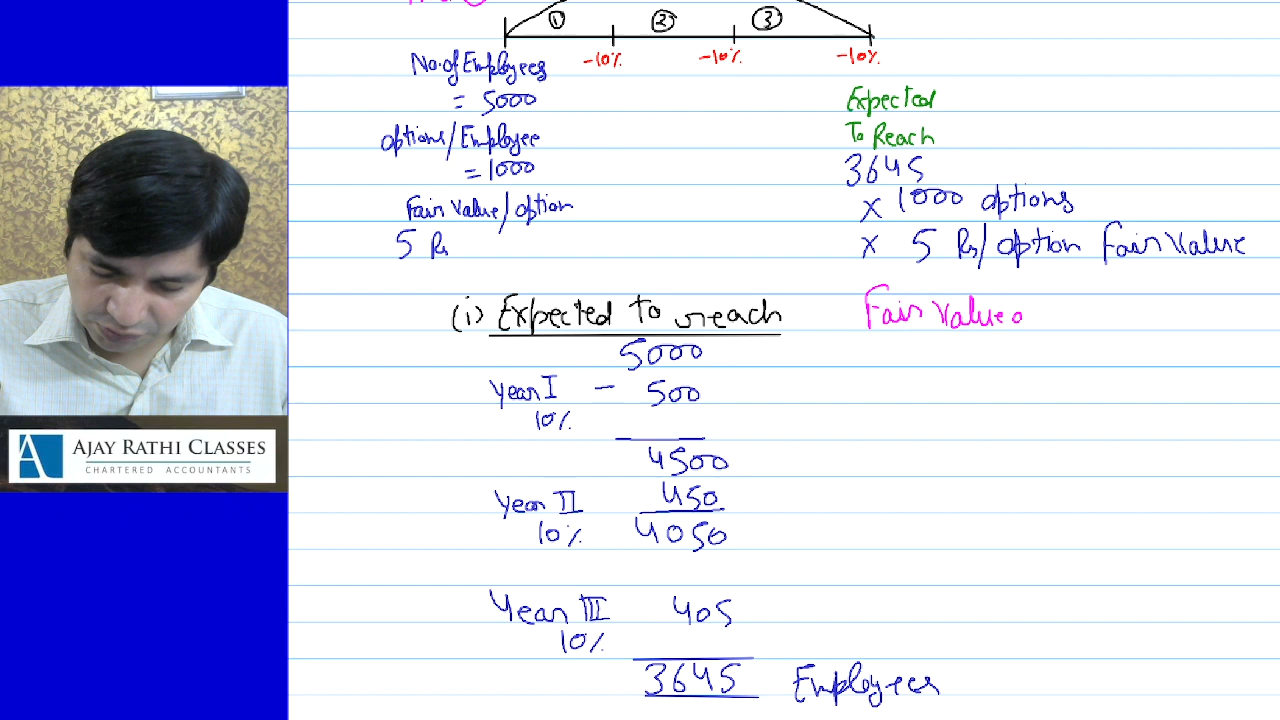 ① ② ③
-10% -10% -10%
No. of Employees
= 5000
options/Employee
= 1000
Fair Value/option
5 Rs
Expected
To Reach
3645
x 1000 options
x 5 Rs/option Fair Value
(i) Expected to reach
Fair Value o
5000
Year I - 500
10%
4500
Year II 450
10% 4050
Year III 405
10%
3645 Employees
AJAY RATHI CLASSES
CHARTERED ACCOUNTANTS